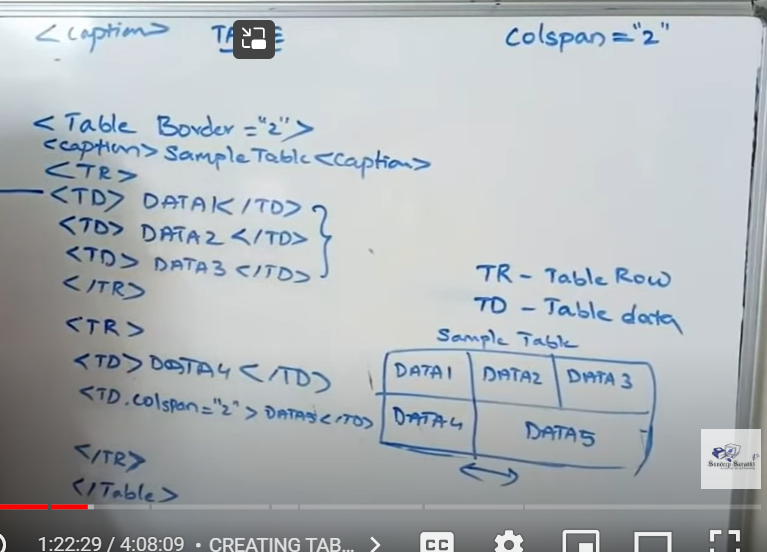 <caption> TABLE colspan="2"
<Table Border="2">
<caption> Sample Table <caption>
<TR>
<TD> DATA1</TD>
<TD> DATA2 </TD>
<TD> DATA3 </TD>
</TR>
<TR>
<TD> DATA4 </TD>
<TD.colspan="2"> DATA5 </TD>
</TR>
</Table>
TR - Table Row
TD - Table data
Sample Table
DATA1 DATA2 DATA3
DATA4 DATA5
1:22:29 / 4:08:09 • CREATING TAB... >
CC